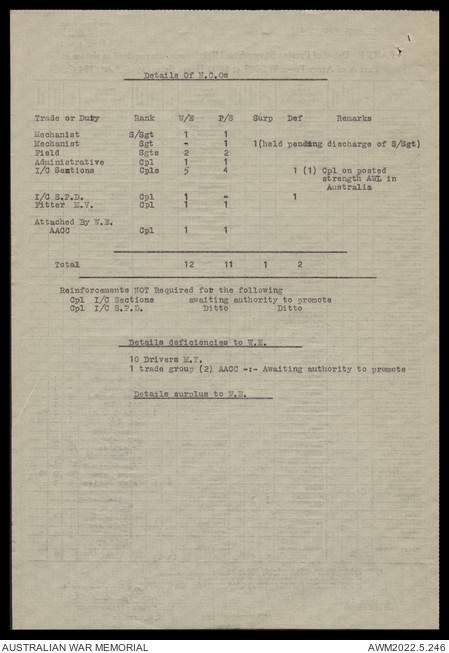 Details Of N.C.Os
Trade or Duty Rank W/E P/S Surp Def Remarks
Mechanist S/Sgt 1 1
Mechanist Sgt - 1 1(held pending discharge of S/Sgt)
Field Sgts 2 2
Administrative Cpl 1 1
I/C Sections Cpls 5 4 1 (1) Cpl on posted
strength AWL in
Australia
I/C S.P.D. Cpl 1 - 1
Fitter M.V. Cpl 1 1
Attached By W.E.
AACC Cpl 1 1
Total 12 11 1 2
Reinforcements NOT Required for the following
Cpl I/C Sections awaiting authority to promote
Cpl I/C S.P.D. Ditto Ditto
Details deficiencies to W.E.
10 Drivers M.T.
1 trade group (2) AACC -:- Awaiting authority to promote
Details surplus to W.E.
AUSTRALIAN WAR MEMORIAL AWM2022.5.246